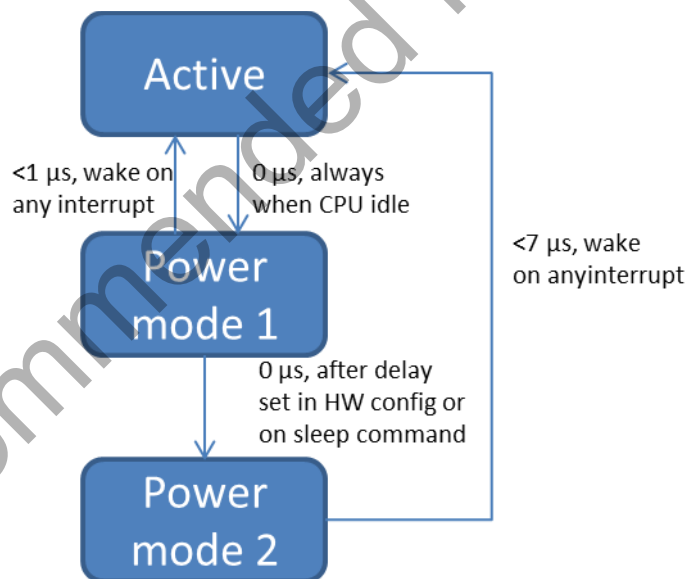 Active
<1 µs, wake on
any interrupt
0 µs, always
when CPU idle
Power
mode 1
<7 µs, wake
on anyinterrupt
0 µs, after delay
set in HW config or
on sleep command
Power
mode 2